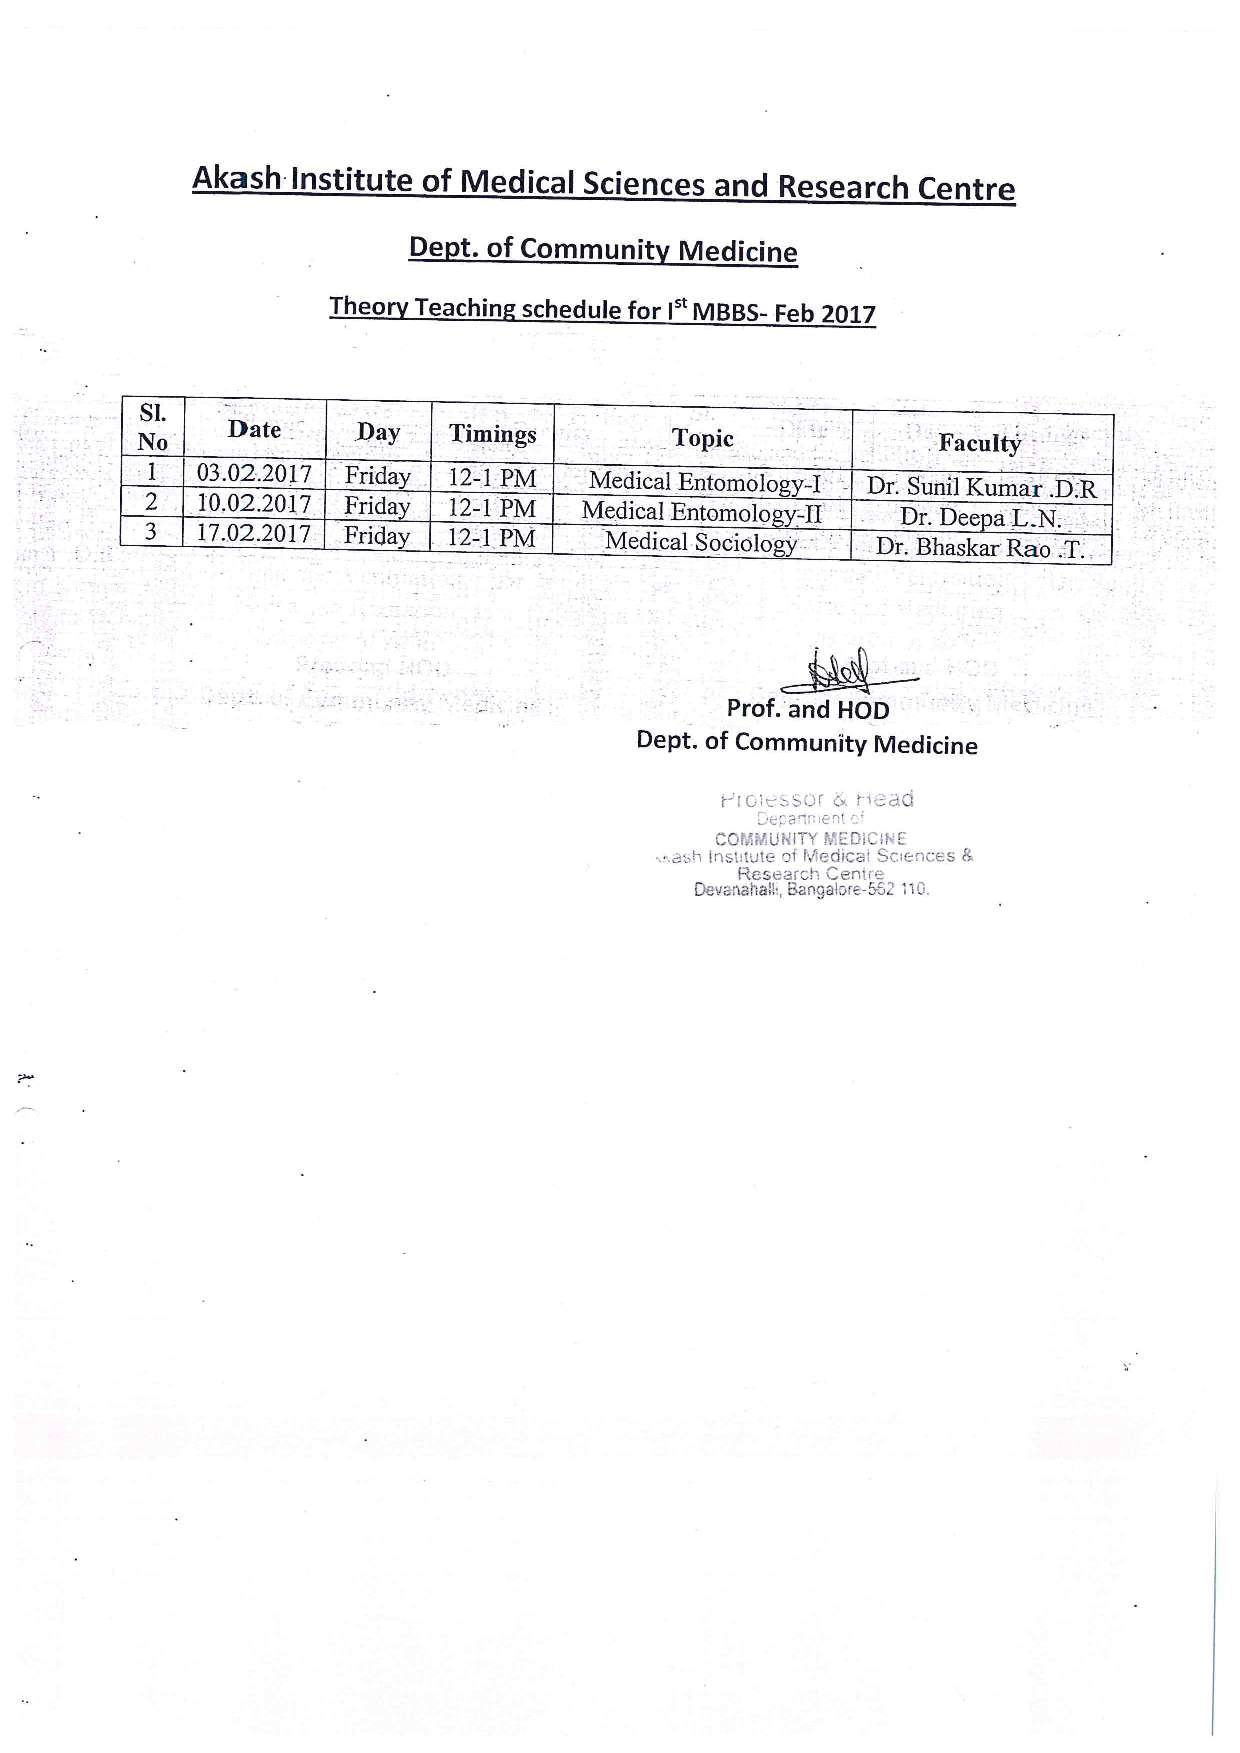 Akash Institute of Medical Sciences and Research Centre
Dept. of Community Medicine
Theory Teaching schedule for Ist MBBS- Feb 2017
Sl. No Date Day Timings Topic Faculty
1 03.02.2017 Friday 12-1 PM Medical Entomology-I Dr. Sunil Kumar .D.R
2 10.02.2017 Friday 12-1 PM Medical Entomology-II Dr. Deepa L.N.
3 17.02.2017 Friday 12-1 PM Medical Sociology Dr. Bhaskar Rao .T.
Prof. and HOD
Dept. of Community Medicine
Professor & Head
Department of
COMMUNITY MEDICINE
Institute of Medical Sciences &
Research Centre
Devanahalli, Bangalore-562 110.